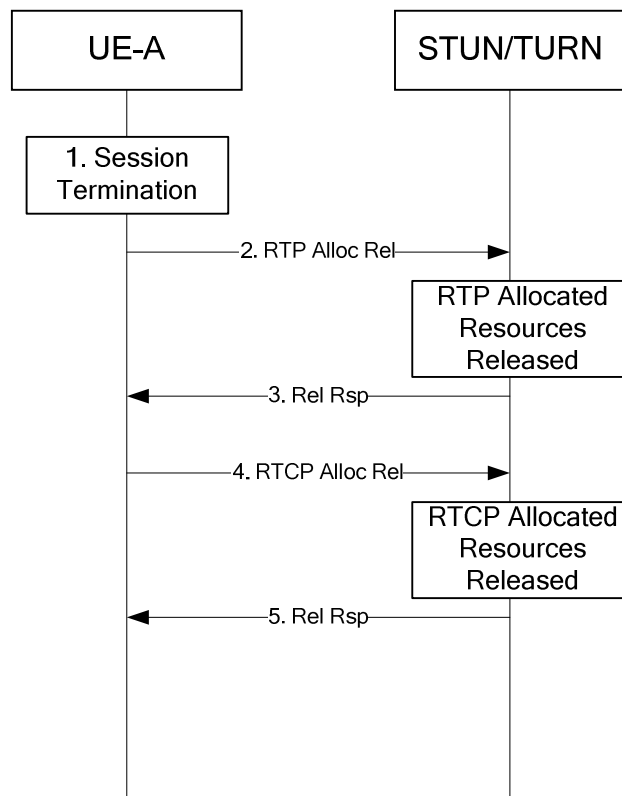 UE-A
STUN/TURN
1. Session
Termination
2. RTP Alloc Rel
RTP Allocated
Resources
Released
3. Rel Rsp
4. RTCP Alloc Rel
RTCP Allocated
Resources
Released
5. Rel Rsp